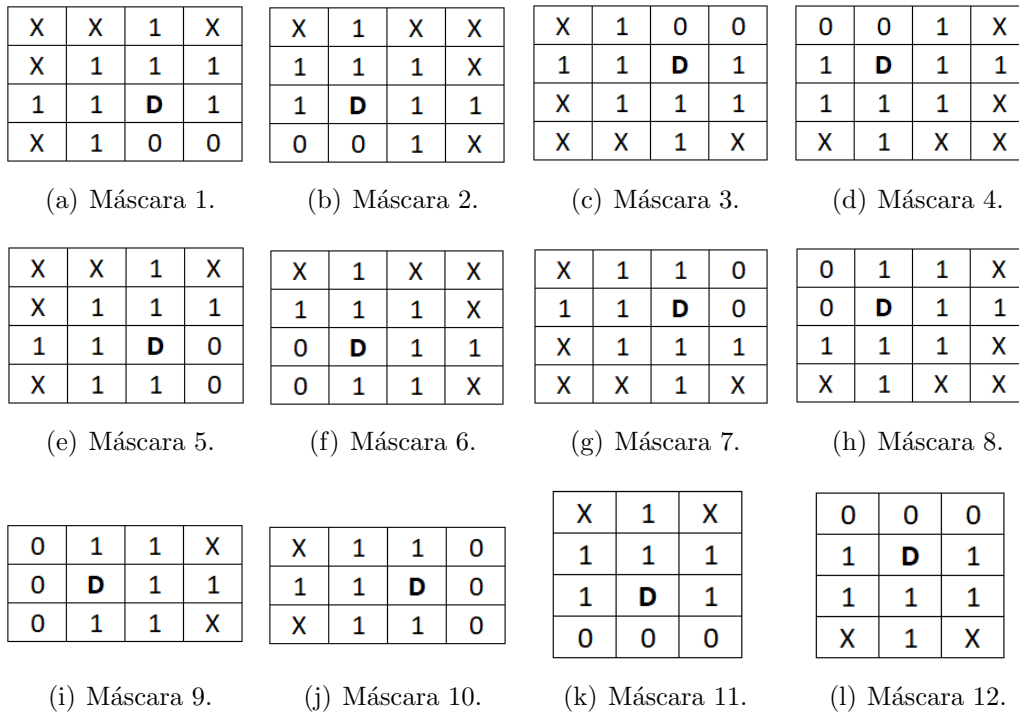 X X 1 X
X 1 1 1
1 1 D 1
X 1 0 0
(a) Máscara 1.
X 1 X X
1 1 1 X
1 D 1 1
0 0 1 X
(b) Máscara 2.
X 1 0 0
1 1 D 1
X 1 1 1
X X 1 X
(c) Máscara 3.
0 0 1 X
1 D 1 1
1 1 1 X
X 1 X X
(d) Máscara 4.
X X 1 X
X 1 1 1
1 1 D 0
X 1 1 0
(e) Máscara 5.
X 1 X X
1 1 1 X
0 D 1 1
0 1 1 X
(f) Máscara 6.
X 1 1 0
1 1 D 0
X 1 1 1
X X 1 X
(g) Máscara 7.
0 1 1 X
0 D 1 1
1 1 1 X
X 1 X X
(h) Máscara 8.
0 1 1 X
0 D 1 1
0 1 1 X
(i) Máscara 9.
X 1 1 0
1 1 D 0
X 1 1 0
(j) Máscara 10.
X 1 X
1 1 1
1 D 1
0 0 0
(k) Máscara 11.
0 0 0
1 D 1
1 1 1
X 1 X
(l) Máscara 12.